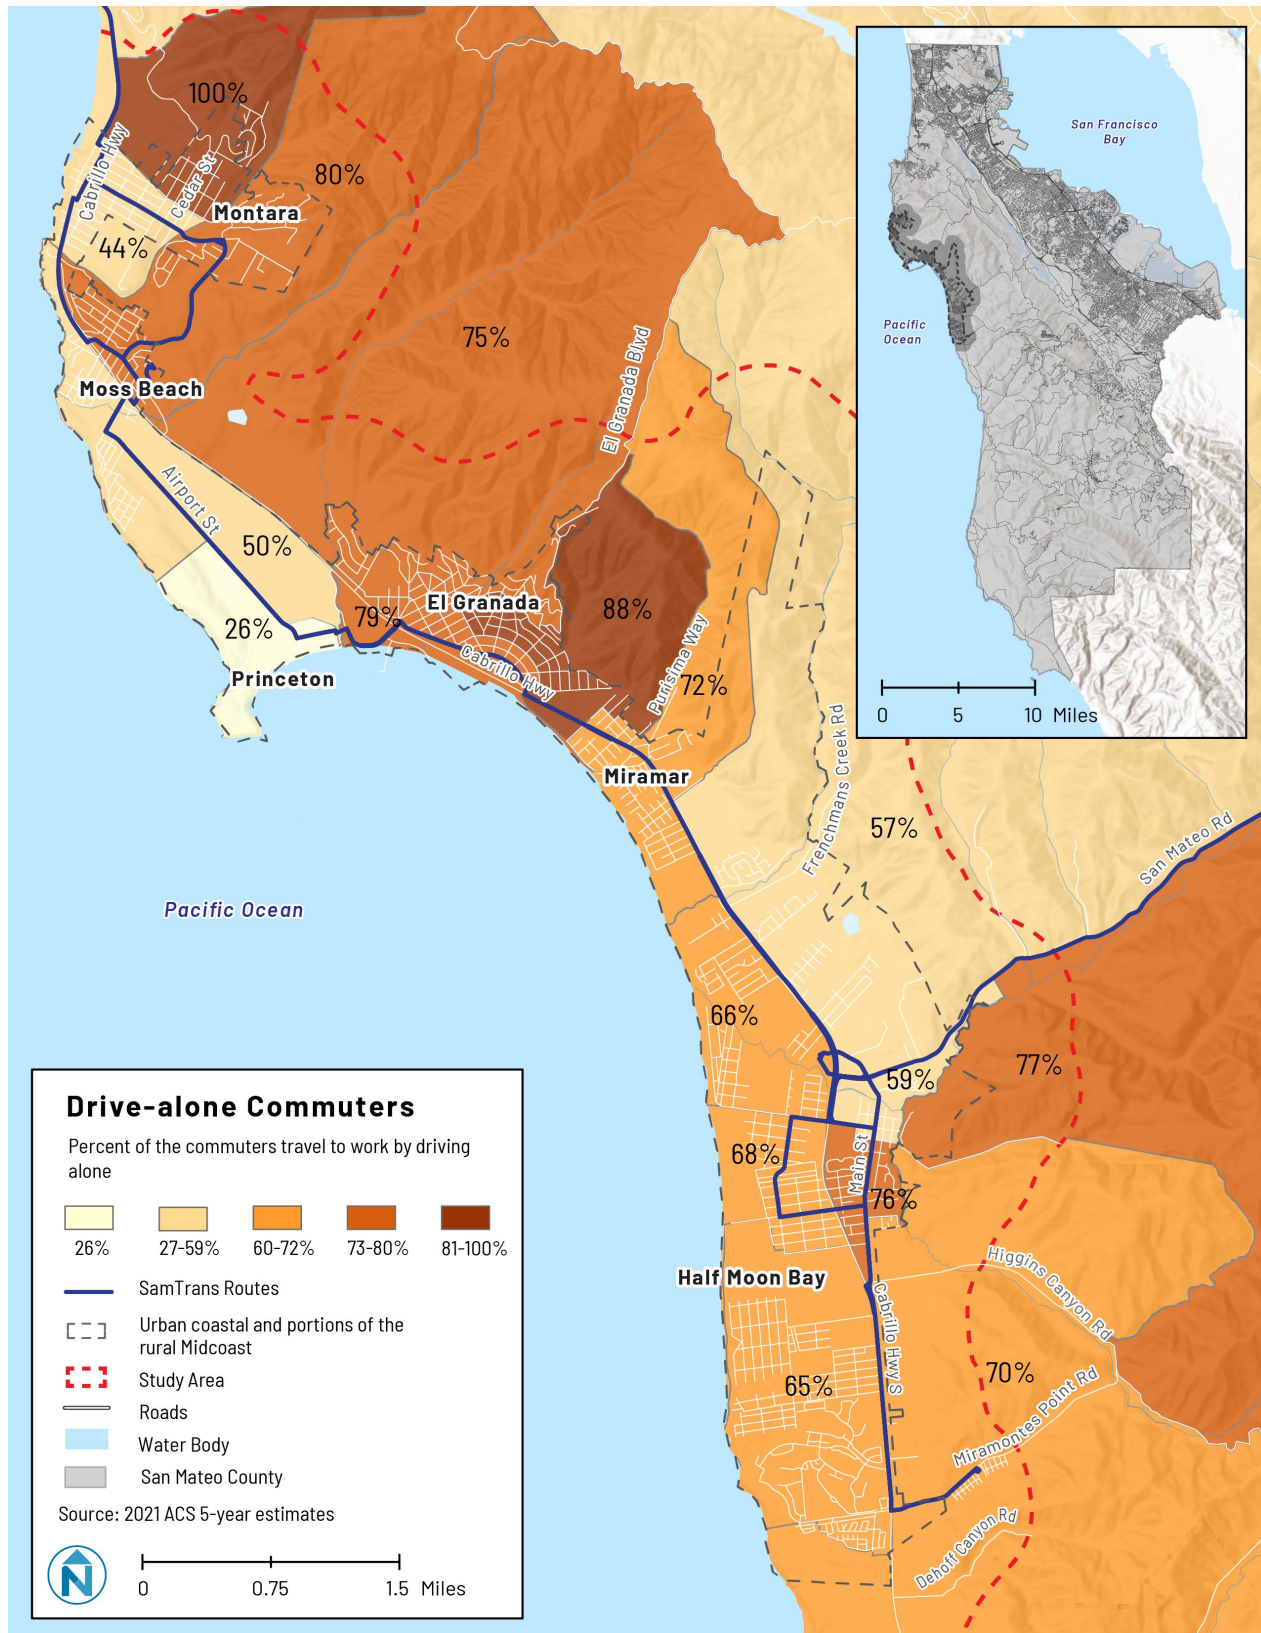 100%
Cabrillo Hwy
Cedar St
80%
Montara
44%
75%
El Granada Blvd
Moss Beach
Airport St
50%
26%
Princeton
79%
El Granada
Cabrillo Hwy
88%
Purisima Way
72%
Miramar
Frenchmans Creek Rd
57%
San Mateo Rd
Pacific Ocean
66%
59%
77%
68%
Main St
76%
Half Moon Bay
Higgins Canyon Rd
Cabrillo Hwy S
65%
70%
Miramontes Point Rd
Dehoff Canyon Rd
San Francisco
Bay
Pacific
Ocean
0 5 10 Miles
Drive-alone Commuters
Percent of the commuters travel to work by driving
alone
26% 27-59% 60-72% 73-80% 81-100%
SamTrans Routes
Urban coastal and portions of the
rural Midcoast
Study Area
Roads
Water Body
San Mateo County
Source: 2021 ACS 5-year estimates
N
0 0.75 1.5 Miles